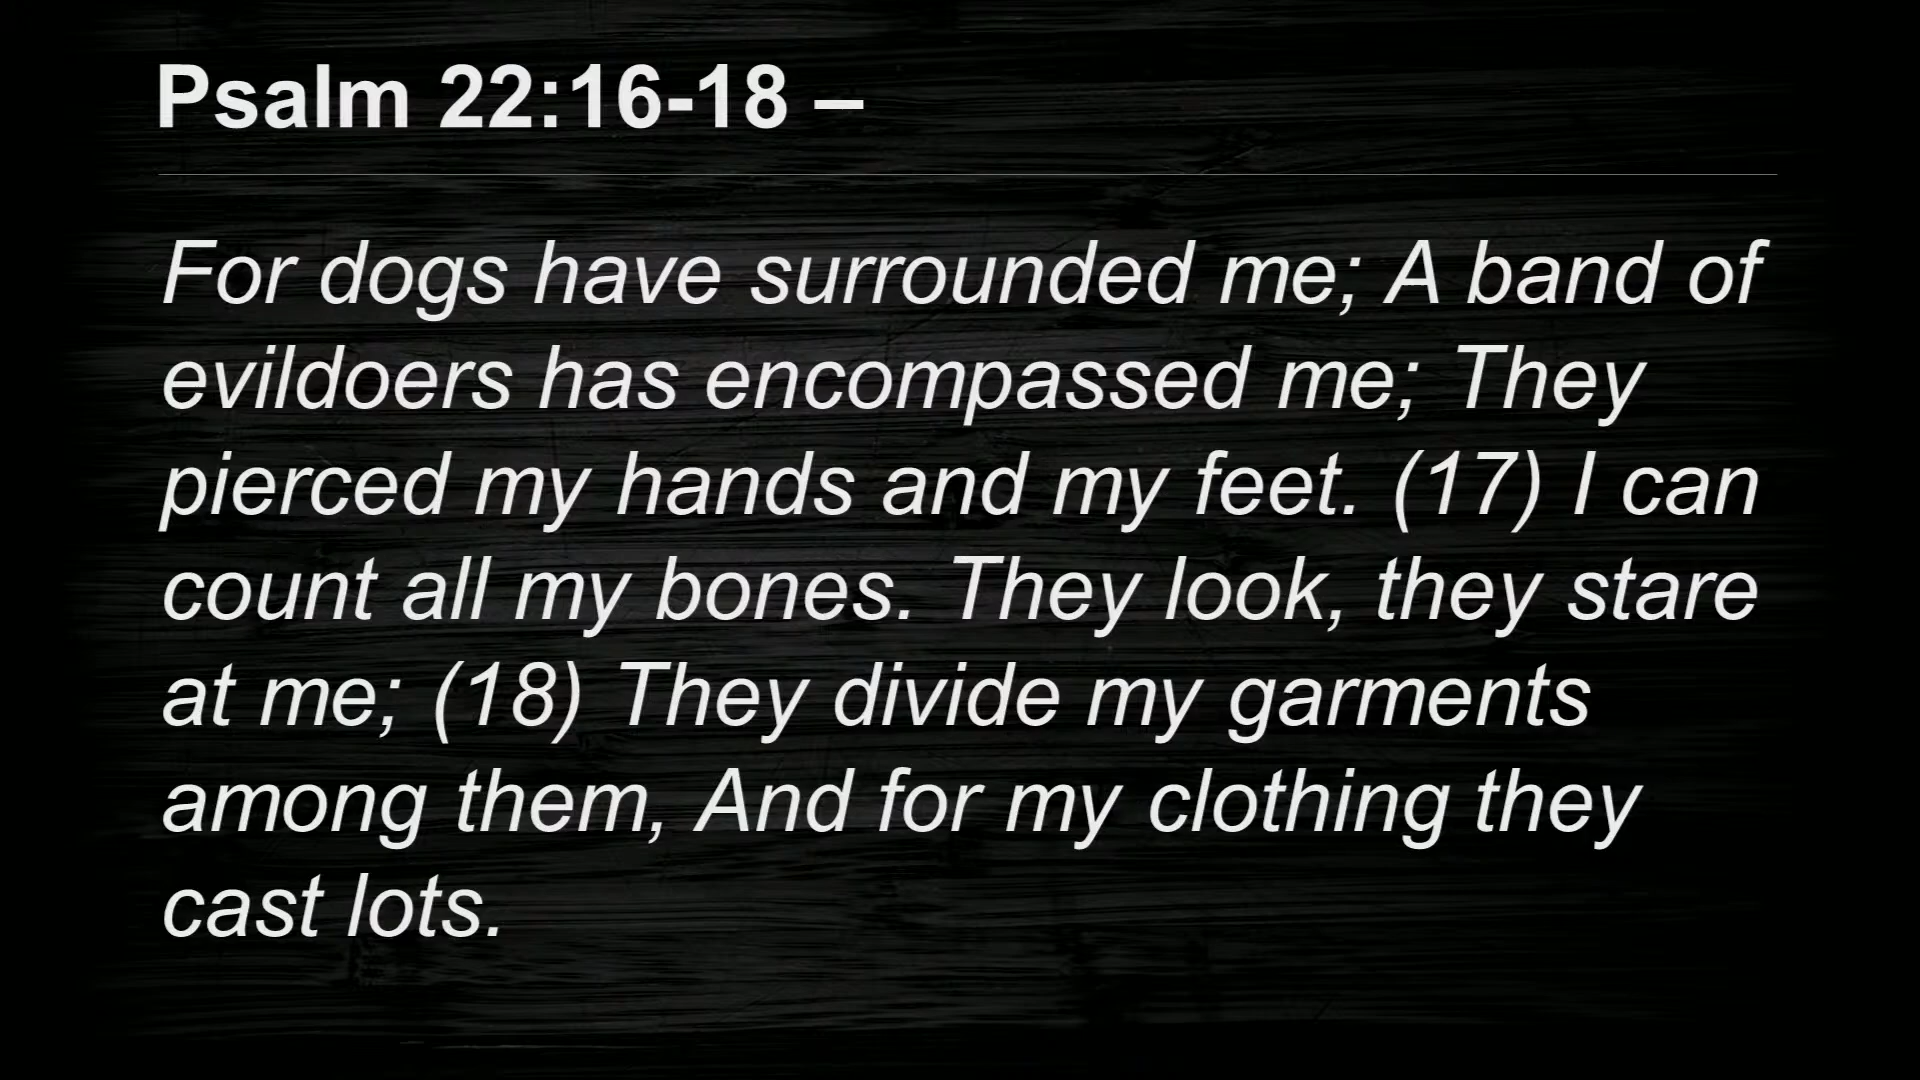 Psalm 22:16-18 –
For dogs have surrounded me; A band of
evildoers has encompassed me; They
pierced my hands and my feet. (17) I can
count all my bones. They look, they stare
at me; (18) They divide my garments
among them, And for my clothing they
cast lots.